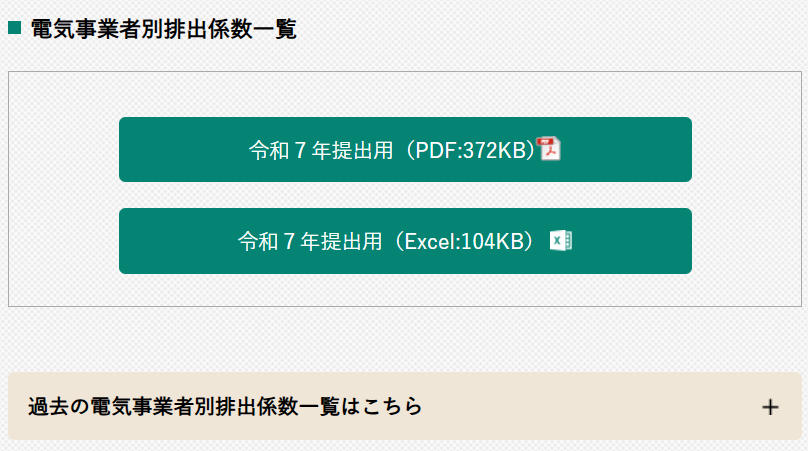 電気事業者別排出係数一覧
令和７年提出用（PDF:372KB）
令和７年提出用（Excel:104KB）
過去の電気事業者別排出係数一覧はこちら